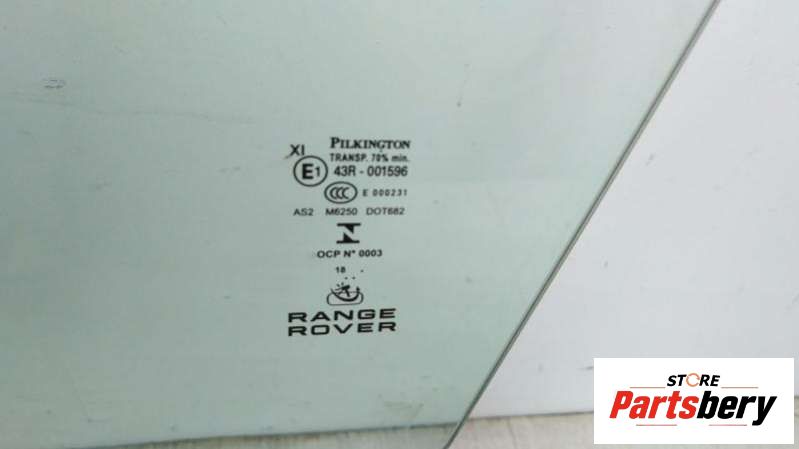 XI
PILKINGTON
TRANSP. 70% min.
E1 43R - 001596
CCC E 000231
AS2 M6250 DOT682
N
OCP N° 0003
18
RANGE
ROVER
STORE
Partsbery